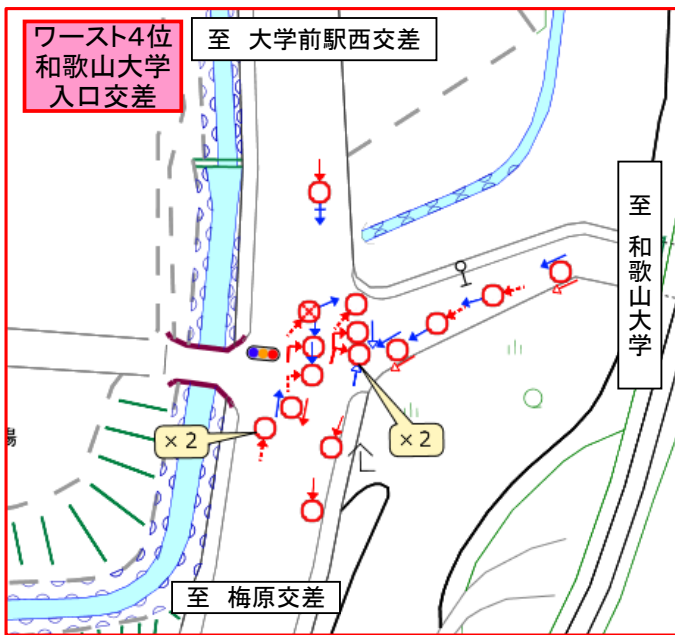 ワースト4位
和歌山大学
入口交差
至 大学前駅西交差
至 和歌山大学
×2
×2
至 梅原交差